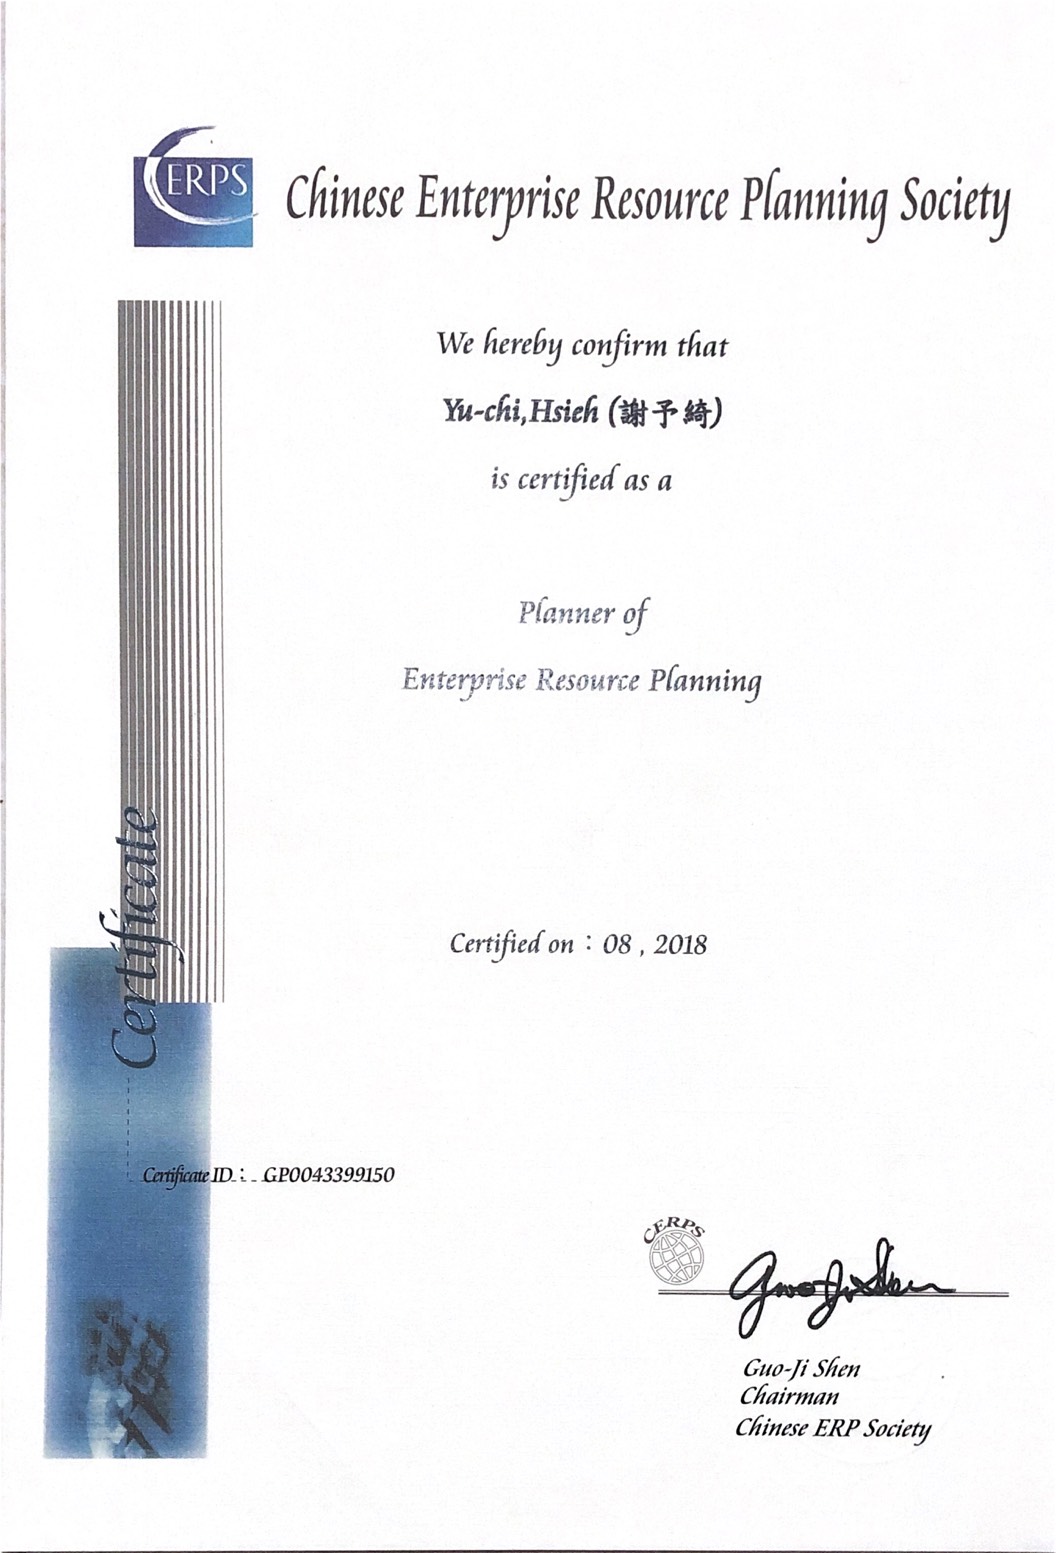 CERPS
Chinese Enterprise Resource Planning Society
We hereby confirm that
Yu-chi,Hsieh (謝予綺)
is certified as a
Planner of
Enterprise Resource Planning
Certificate
Certified on：08 , 2018
Certificate ID： GP0043399150
CERPS
Guo-Ji Shen
Guo-Ji Shen
Chairman
Chinese ERP Society